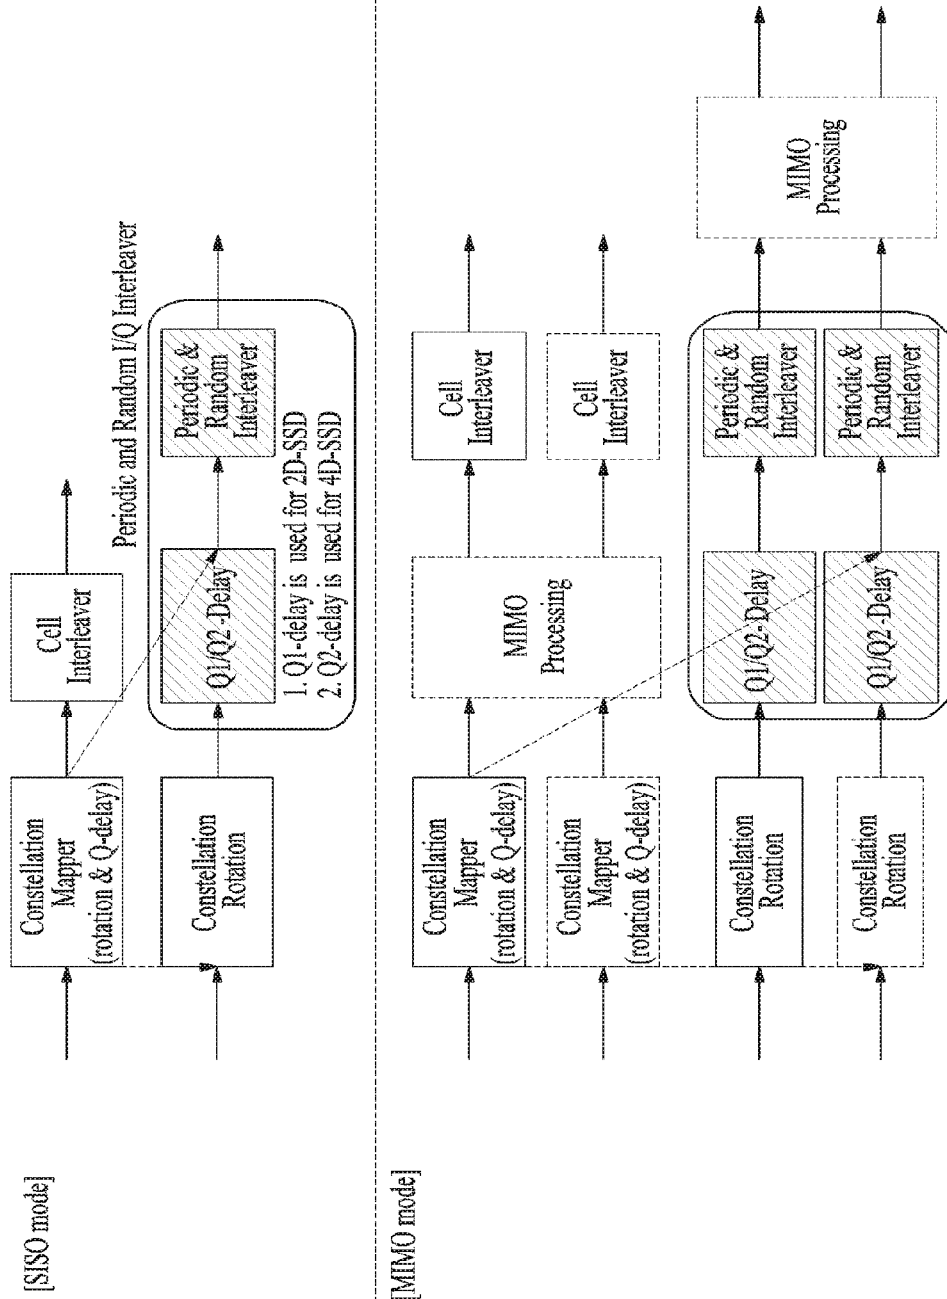 [SISO mode]
Constellation
Mapper
(rotation & Q-delay)
Cell
Interleaver
Periodic and Random I/Q Interleaver
Constellation
Rotation
Q1/Q2-Delay
Periodic &
Random
Interleaver
1. Q1-delay is used for 2D-SSD
2. Q2-delay is used for 4D-SSD
[MIMO mode]
Constellation
Mapper
(rotation & Q-delay)
Constellation
Mapper
(rotation & Q-delay)
MIMO
Processing
Cell
Interleaver
Cell
Interleaver
Constellation
Rotation
Constellation
Rotation
Q1/Q2-Delay
Q1/Q2-Delay
Periodic &
Random
Interleaver
Periodic &
Random
Interleaver
MIMO
Processing